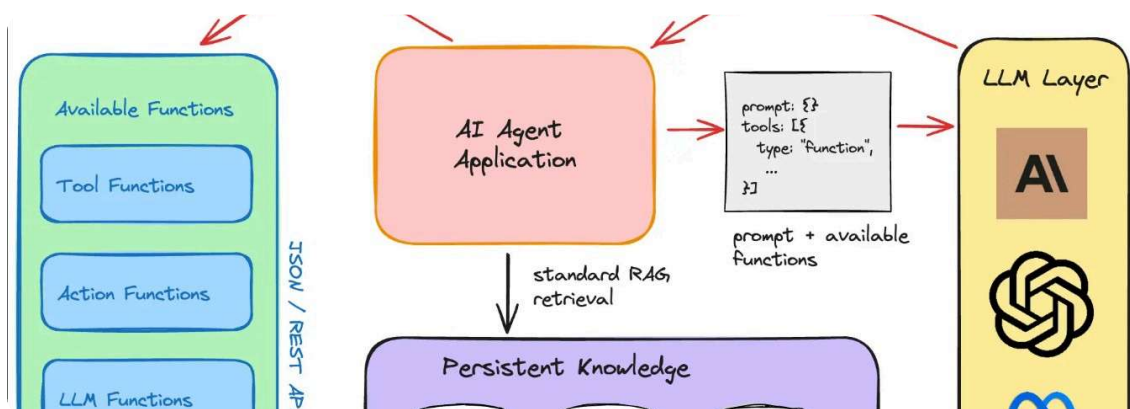 Available Functions
Tool Functions
Action Functions
LLM Functions
JSON / REST AP
AI Agent
Application
prompt: {}
tools: [{
type: "function",
...
}]
prompt + available
functions
standard RAG
retrieval
Persistent Knowledge
LLM Layer
A\